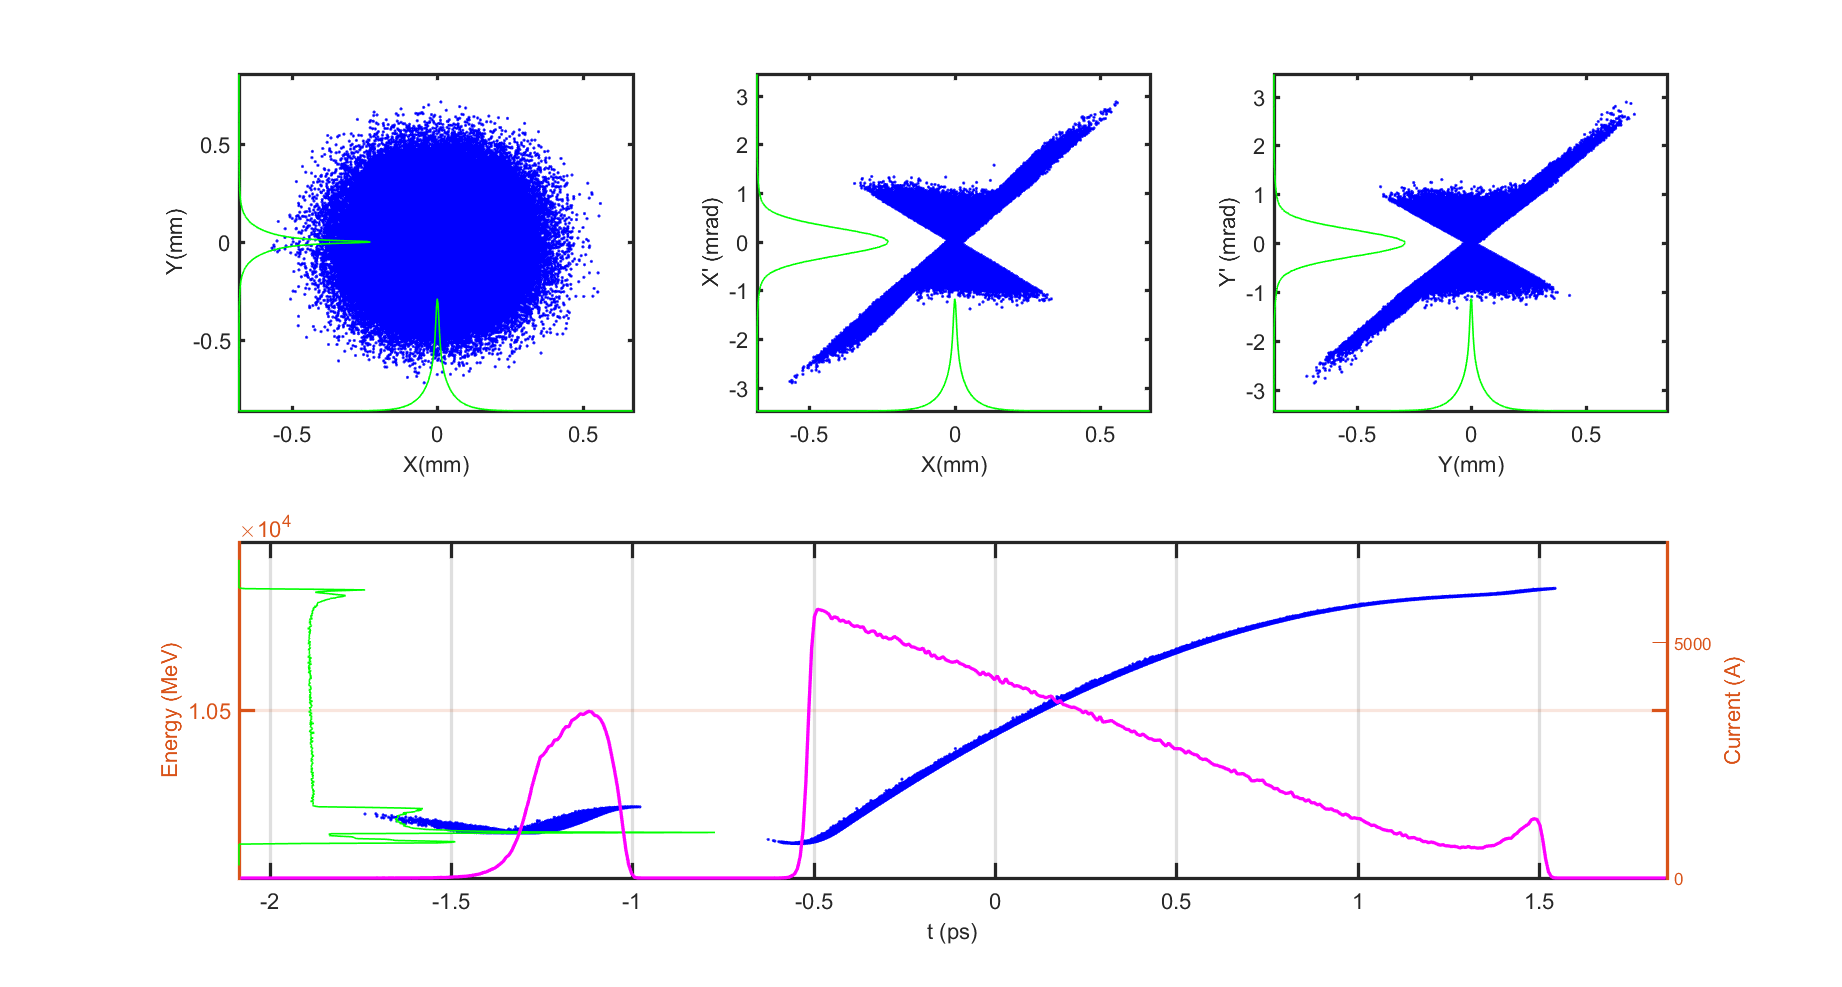 0.5
0
-0.5
Y(mm)
-0.5 0 0.5
X(mm)
3
2
1
0
-1
-2
-3
X' (mrad)
-0.5 0 0.5
X(mm)
3
2
1
0
-1
-2
-3
Y' (mrad)
-0.5 0 0.5
Y(mm)
×10⁴
1.05
Energy (MeV)
5000
0
Current (A)
-2 -1.5 -1 -0.5 0 0.5 1 1.5
t (ps)